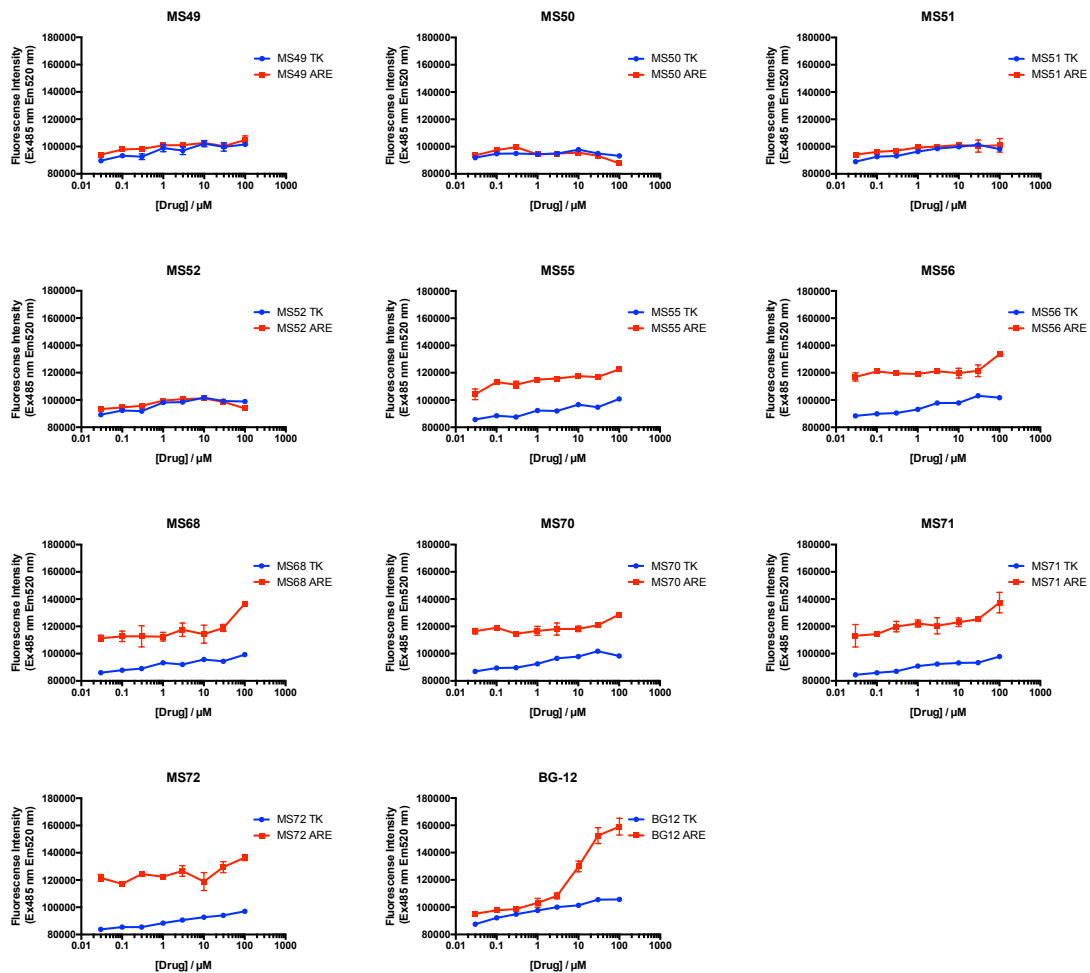 MS49
Fluorescense Intensity
(Ex485 nm Em520 nm)
180000
160000
140000
120000
100000
80000
0.01 0.1 1 10 100 1000
[Drug] / µM
MS49 TK
MS49 ARE
MS50
Fluorescense Intensity
(Ex485 nm Em520 nm)
180000
160000
140000
120000
100000
80000
0.01 0.1 1 10 100 1000
[Drug] / µM
MS50 TK
MS50 ARE
MS51
Fluorescense Intensity
(Ex485 nm Em520 nm)
180000
160000
140000
120000
100000
80000
0.01 0.1 1 10 100 1000
[Drug] / µM
MS51 TK
MS51 ARE
MS52
Fluorescense Intensity
(Ex485 nm Em520 nm)
180000
160000
140000
120000
100000
80000
0.01 0.1 1 10 100 1000
[Drug] / µM
MS52 TK
MS52 ARE
MS55
Fluorescense Intensity
(Ex485 nm Em520 nm)
180000
160000
140000
120000
100000
80000
0.01 0.1 1 10 100 1000
[Drug] / µM
MS55 TK
MS55 ARE
MS56
Fluorescense Intensity
(Ex485 nm Em520 nm)
180000
160000
140000
120000
100000
80000
0.01 0.1 1 10 100 1000
[Drug] / µM
MS56 TK
MS56 ARE
MS68
Fluorescense Intensity
(Ex485 nm Em520 nm)
180000
160000
140000
120000
100000
80000
0.01 0.1 1 10 100 1000
[Drug] / µM
MS68 TK
MS68 ARE
MS70
Fluorescense Intensity
(Ex485 nm Em520 nm)
180000
160000
140000
120000
100000
80000
0.01 0.1 1 10 100 1000
[Drug] / µM
MS70 TK
MS70 ARE
MS71
Fluorescense Intensity
(Ex485 nm Em520 nm)
180000
160000
140000
120000
100000
80000
0.01 0.1 1 10 100 1000
[Drug] / µM
MS71 TK
MS71 ARE
MS72
Fluorescense Intensity
(Ex485 nm Em520 nm)
180000
160000
140000
120000
100000
80000
0.01 0.1 1 10 100 1000
[Drug] / µM
MS72 TK
MS72 ARE
BG-12
Fluorescense Intensity
(Ex485 nm Em520 nm)
180000
160000
140000
120000
100000
80000
0.01 0.1 1 10 100 1000
[Drug] / µM
BG12 TK
BG12 ARE